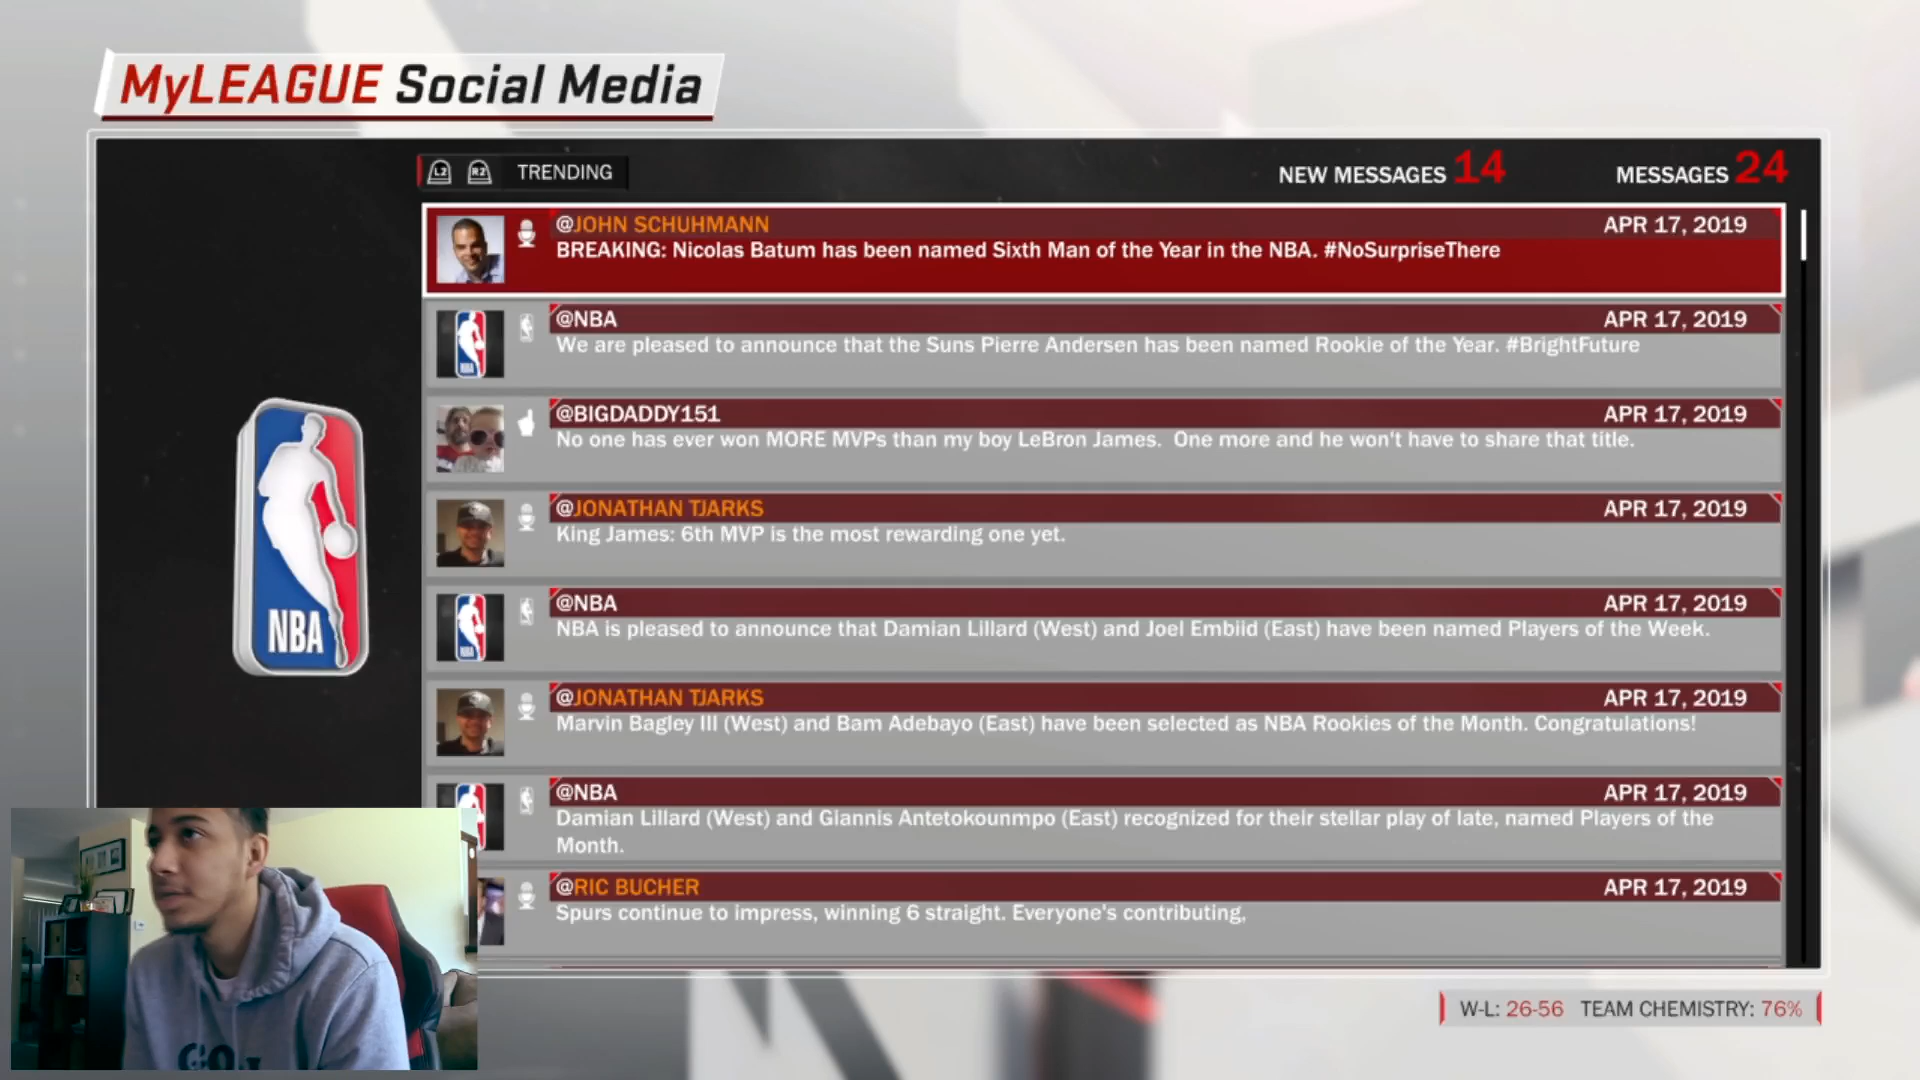 MyLEAGUE Social Media
L2 R2 TRENDING NEW MESSAGES 14 MESSAGES 24
@JOHN SCHUHMANN APR 17, 2019
BREAKING: Nicolas Batum has been named Sixth Man of the Year in the NBA. #NoSurpriseThere
@NBA APR 17, 2019
We are pleased to announce that the Suns Pierre Andersen has been named Rookie of the Year. #BrightFuture
@BIGDADDY151 APR 17, 2019
No one has ever won MORE MVPs than my boy LeBron James. One more and he won't have to share that title.
@JONATHAN TJARKS APR 17, 2019
King James: 6th MVP is the most rewarding one yet.
@NBA APR 17, 2019
NBA is pleased to announce that Damian Lillard (West) and Joel Embiid (East) have been named Players of the Week.
@JONATHAN TJARKS APR 17, 2019
Marvin Bagley III (West) and Bam Adebayo (East) have been selected as NBA Rookies of the Month. Congratulations!
@NBA APR 17, 2019
Damian Lillard (West) and Giannis Antetokounmpo (East) recognized for their stellar play of late, named Players of the
Month.
@RIC BUCHER APR 17, 2019
Spurs continue to impress, winning 6 straight. Everyone's contributing,
NBA
W-L: 26-56 TEAM CHEMISTRY: 76%